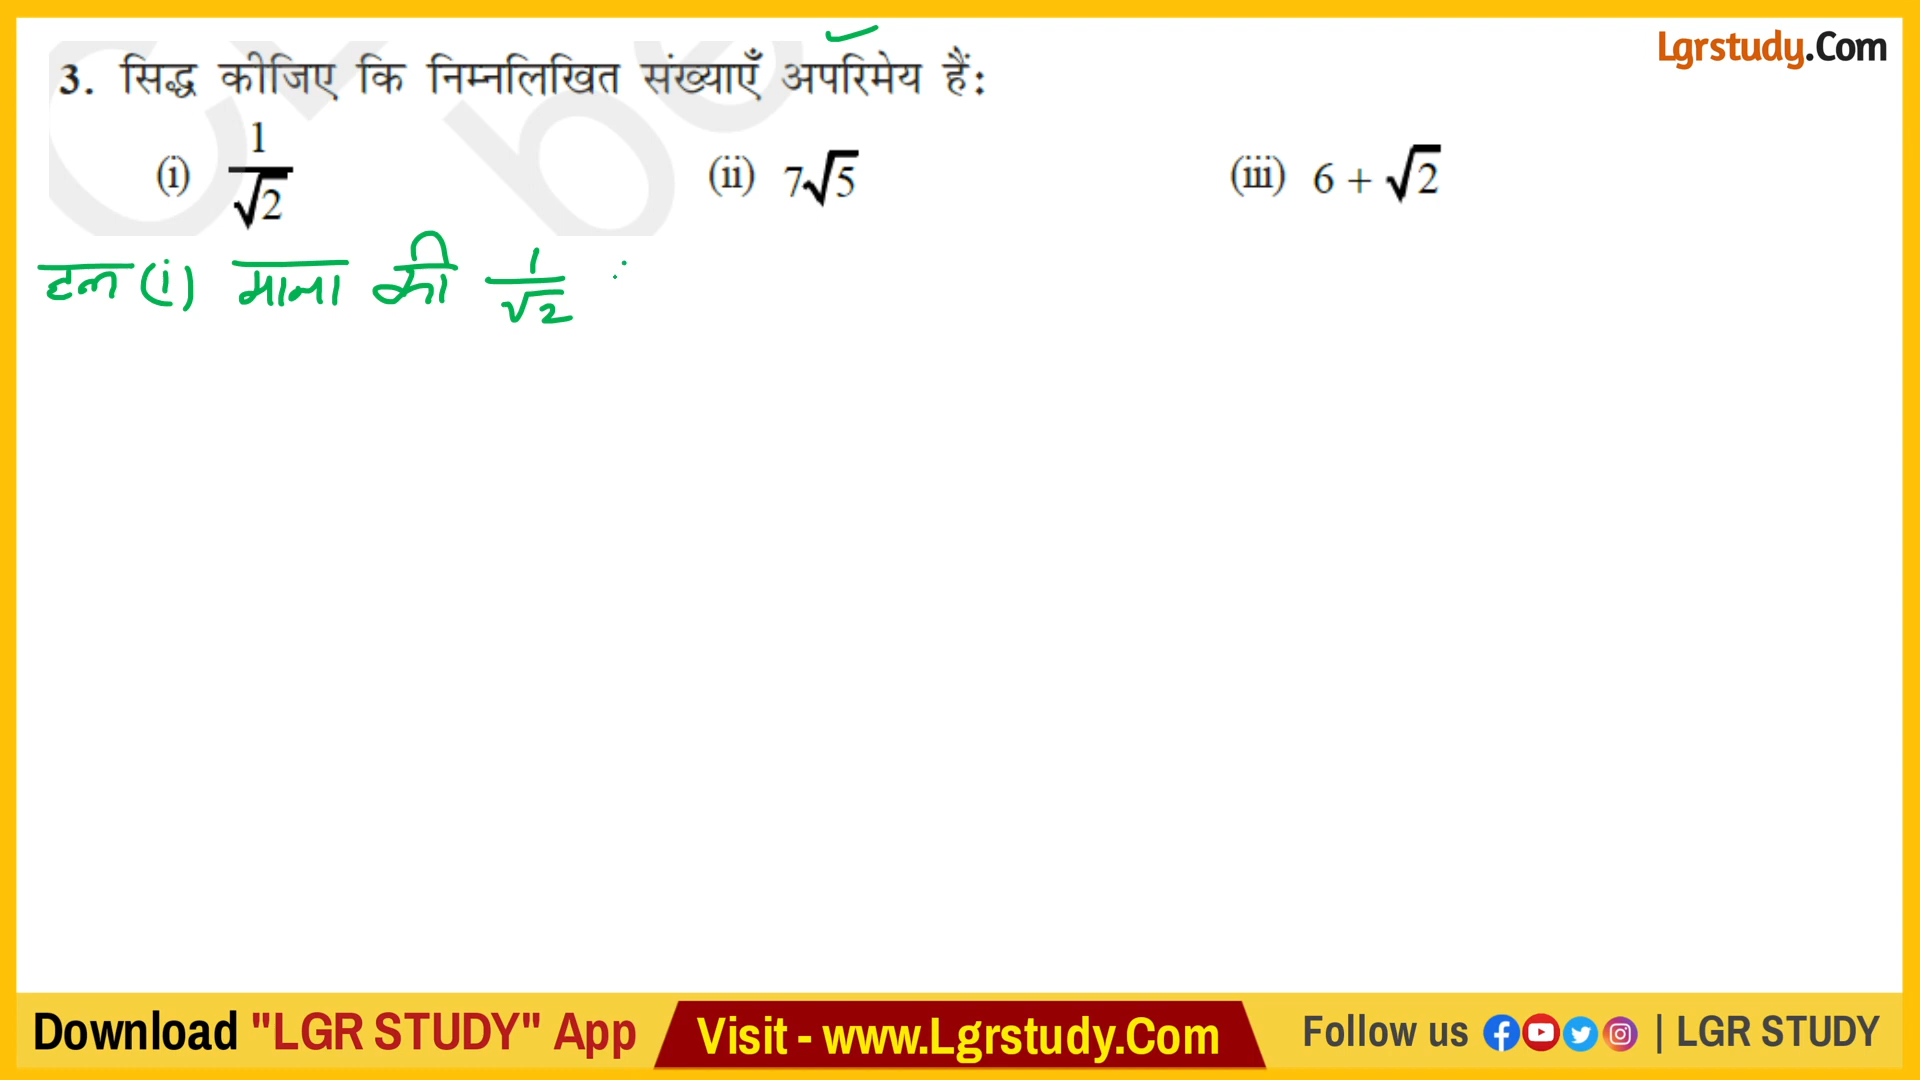 Lgrstudy.Com
3. सिद्ध कीजिए कि निम्नलिखित संख्याएँ अपरिमेय हैं:
(i) 1/√2 (ii) 7√5 (iii) 6 + √2
हल (i) माना की 1/√2
Download "LGR STUDY" App Visit - www.Lgrstudy.Com Follow us | LGR STUDY